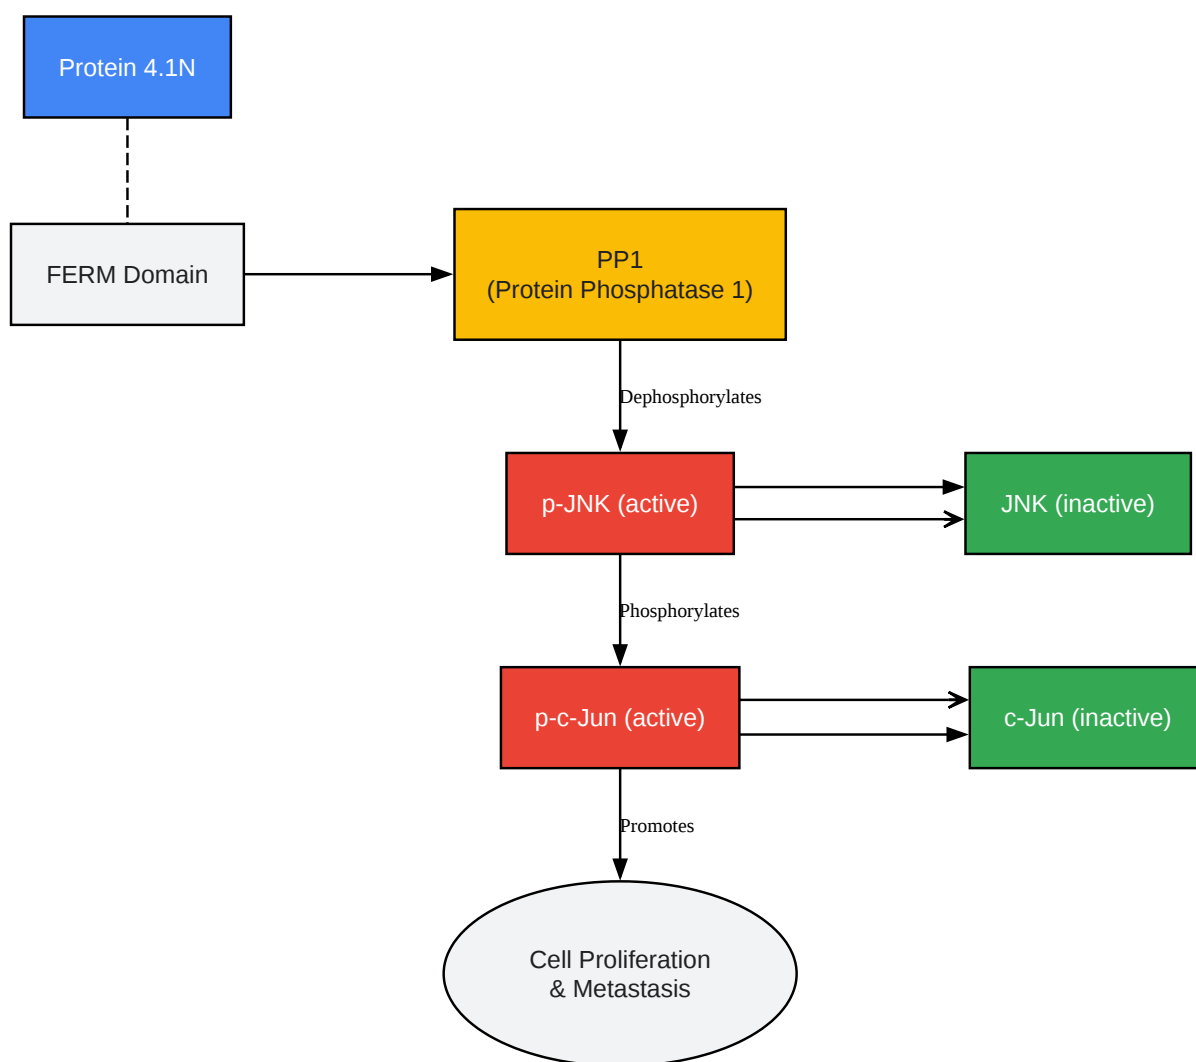 Protein 4.1N
FERM Domain
PP1
(Protein Phosphatase 1)
Dephosphorylates
p-JNK (active)
JNK (inactive)
Phosphorylates
p-c-Jun (active)
c-Jun (inactive)
Promotes
Cell Proliferation
& Metastasis